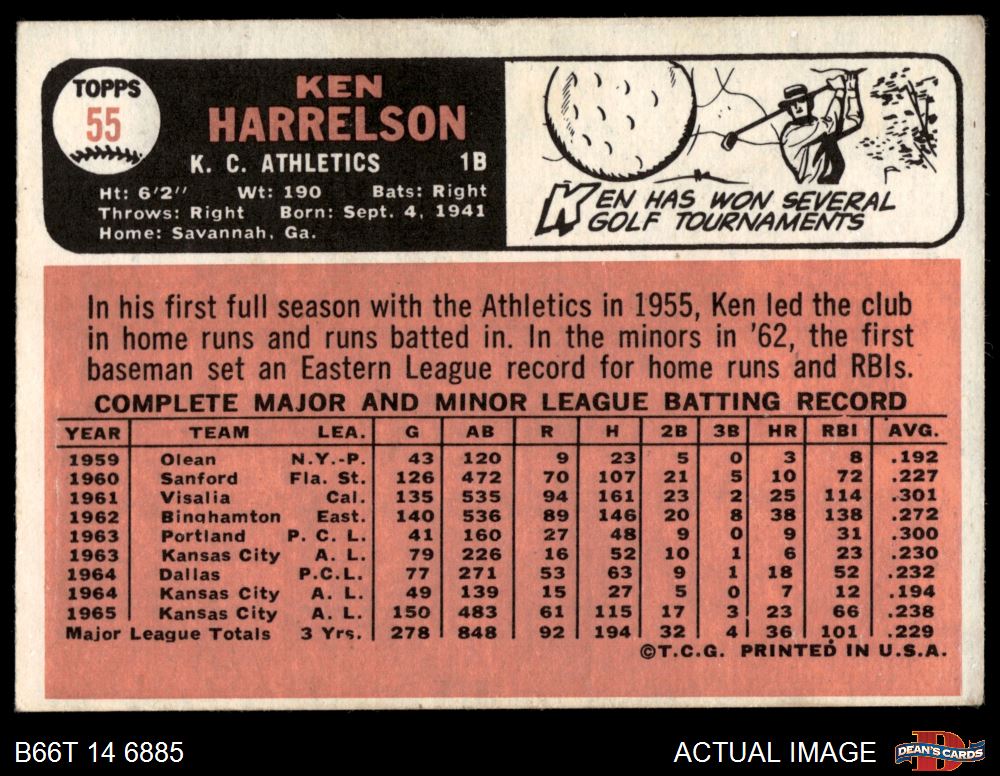 TOPPS
55
KEN
HARRELSON
K. C. ATHLETICS 1B
Ht: 6'2" Wt: 190 Bats: Right
Throws: Right Born: Sept. 4, 1941
Home: Savannah, Ga.
KEN HAS WON SEVERAL
GOLF TOURNAMENTS
In his first full season with the Athletics in 1955, Ken led the club
in home runs and runs batted in. In the minors in '62, the first
baseman set an Eastern League record for home runs and RBIs.
COMPLETE MAJOR AND MINOR LEAGUE BATTING RECORD
YEAR TEAM LEA. G AB R H 2B 3B HR RBI AVG.
1959 Olean N.Y.-P. 43 120 9 23 5 0 3 8 .192
1960 Sanford Fla. St. 126 472 70 107 21 5 10 72 .227
1961 Visalia Cal. 135 535 94 161 23 2 25 114 .301
1962 Binghamton East. 140 536 89 146 20 8 38 138 .272
1963 Portland P. C. L. 41 160 27 48 9 0 9 31 .300
1963 Kansas City A. L. 79 226 16 52 10 1 6 23 .230
1964 Dallas P.C.L. 77 271 53 63 9 1 18 52 .232
1964 Kansas City A. L. 49 139 15 27 5 0 7 12 .194
1965 Kansas City A. L. 150 483 61 115 17 3 23 66 .238
Major League Totals 3 Yrs. 278 848 92 194 32 4 36 101 .229
©T.C.G. PRINTED IN U.S.A.
B66T 14 6885
ACTUAL IMAGE
DEAN'S CARDS